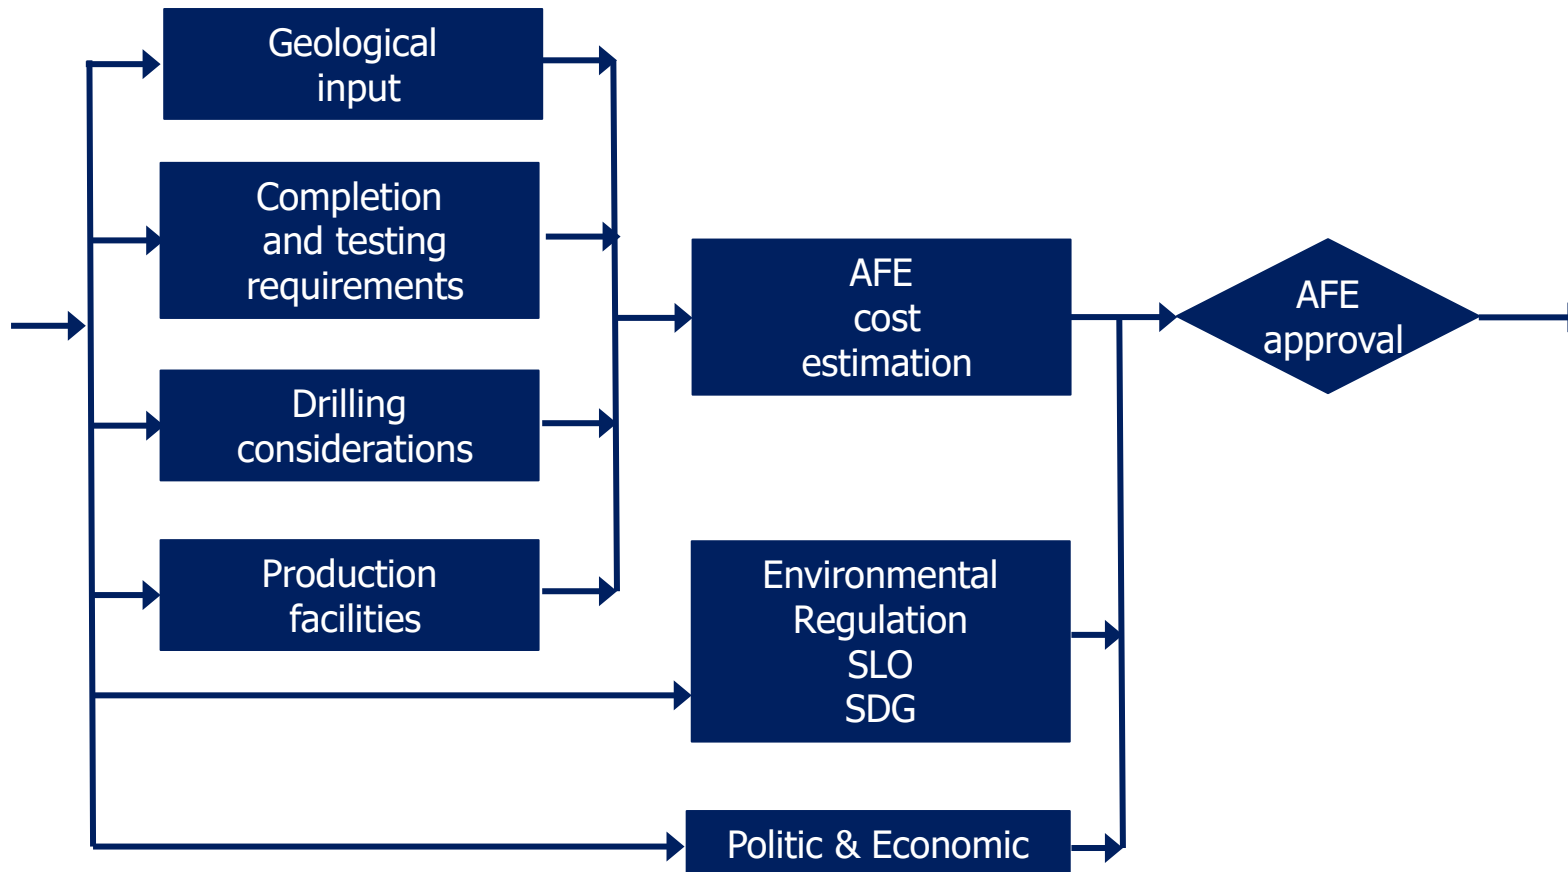 Geological
input
Completion
and testing
requirements
Drilling
considerations
Production
facilities
AFE
cost
estimation
Environmental
Regulation
SLO
SDG
Politic & Economic
AFE
approval